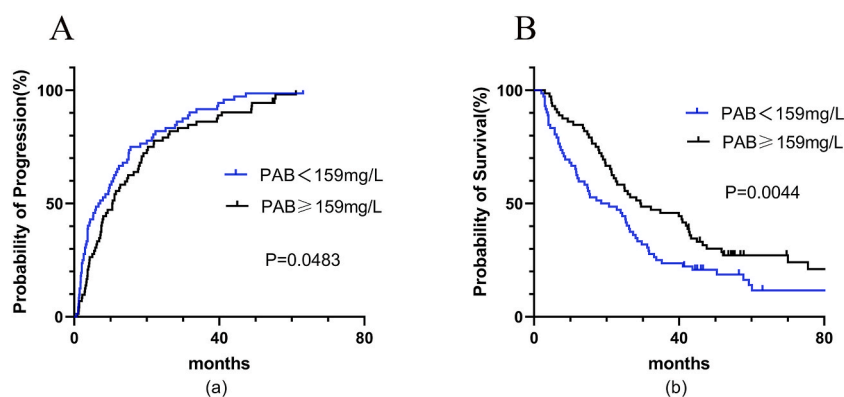 A
Probability of Progression(%)
100
50
0
0
40
80
months
PAB＜159mg/L
PAB≥159mg/L
P=0.0483
(a)
B
Probability of Survival(%)
100
50
0
0
40
80
months
PAB＜159mg/L
PAB≥159mg/L
P=0.0044
(b)